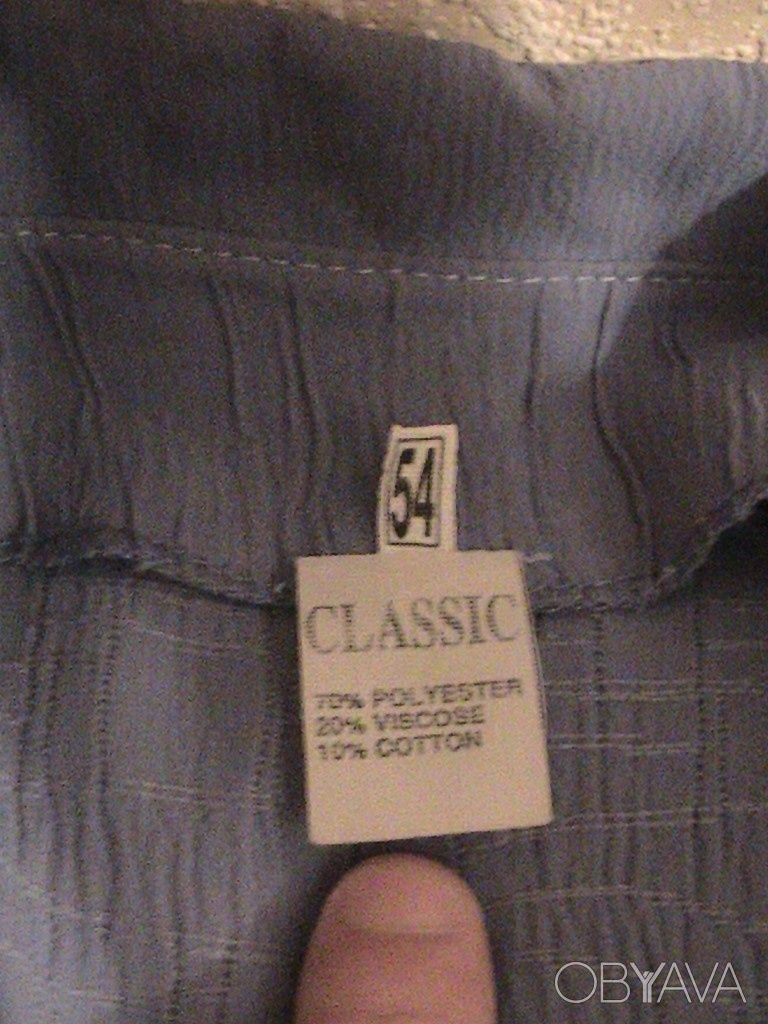 54
CLASSIC
70% POLYESTER
20% VISCOSE
10% COTTON
OBYAVA